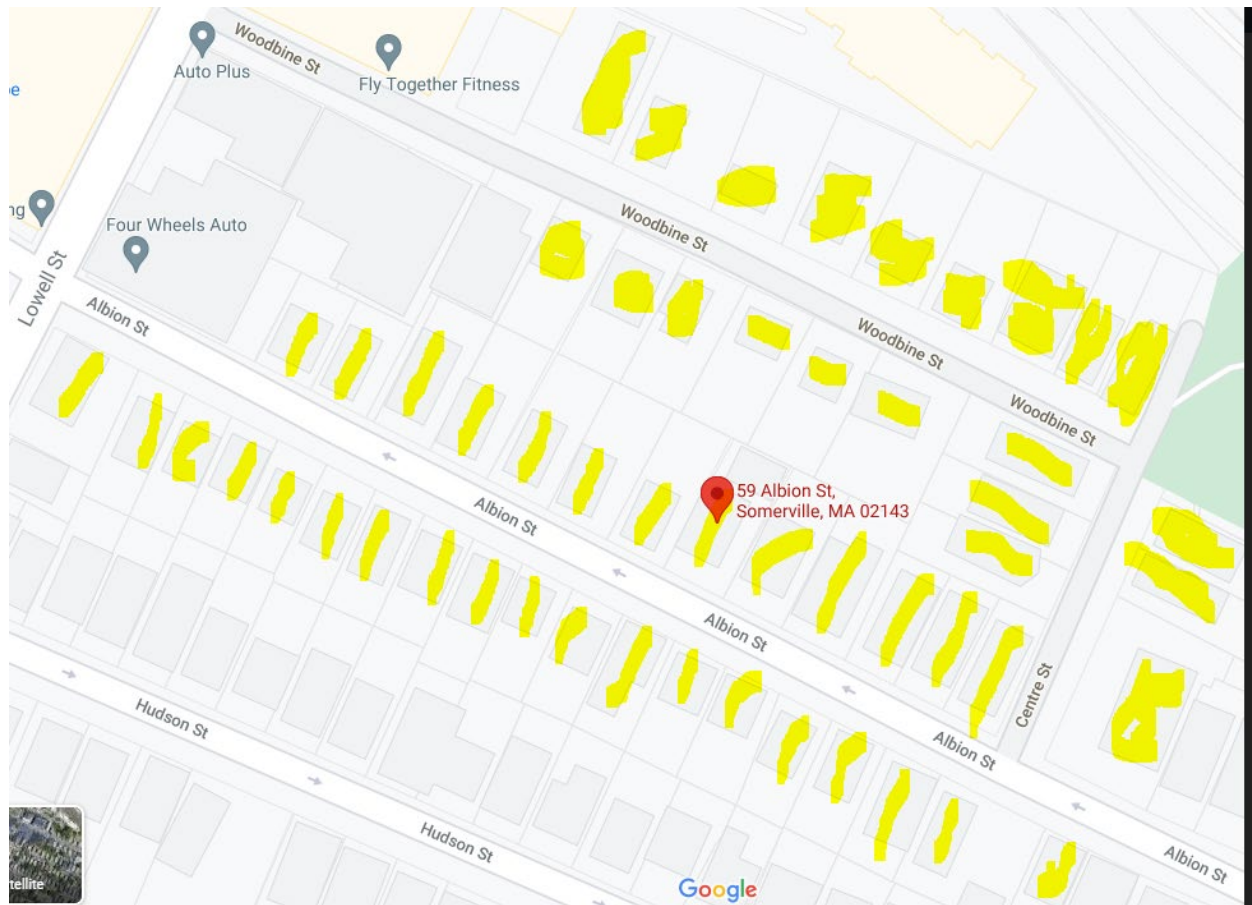 Woodbine St
Auto Plus
Fly Together Fitness
Four Wheels Auto
Lowell St
Woodbine St
Albion St
Woodbine St
Woodbine St
59 Albion St,
Somerville, MA 02143
Albion St
Albion St
Centre St
Hudson St
Albion St
Hudson St
Albion St
Google